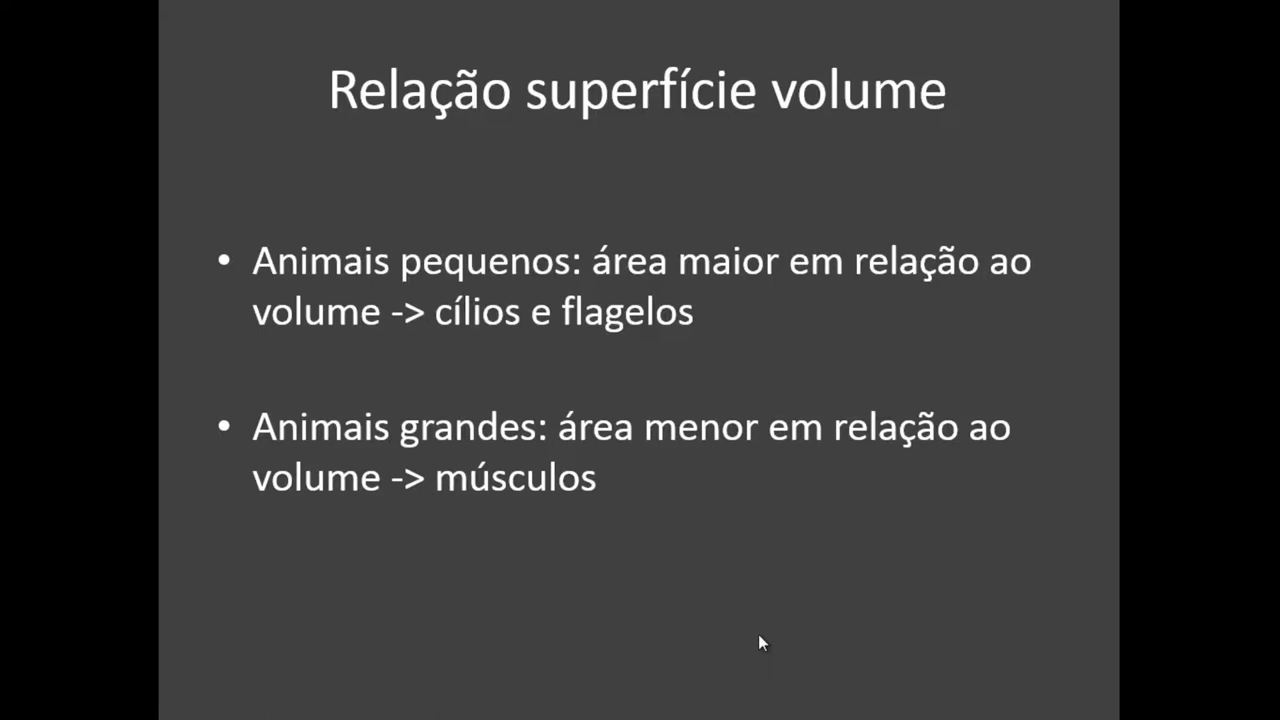 Relação superfície volume
• Animais pequenos: área maior em relação ao
volume -> cílios e flagelos
• Animais grandes: área menor em relação ao
volume -> músculos